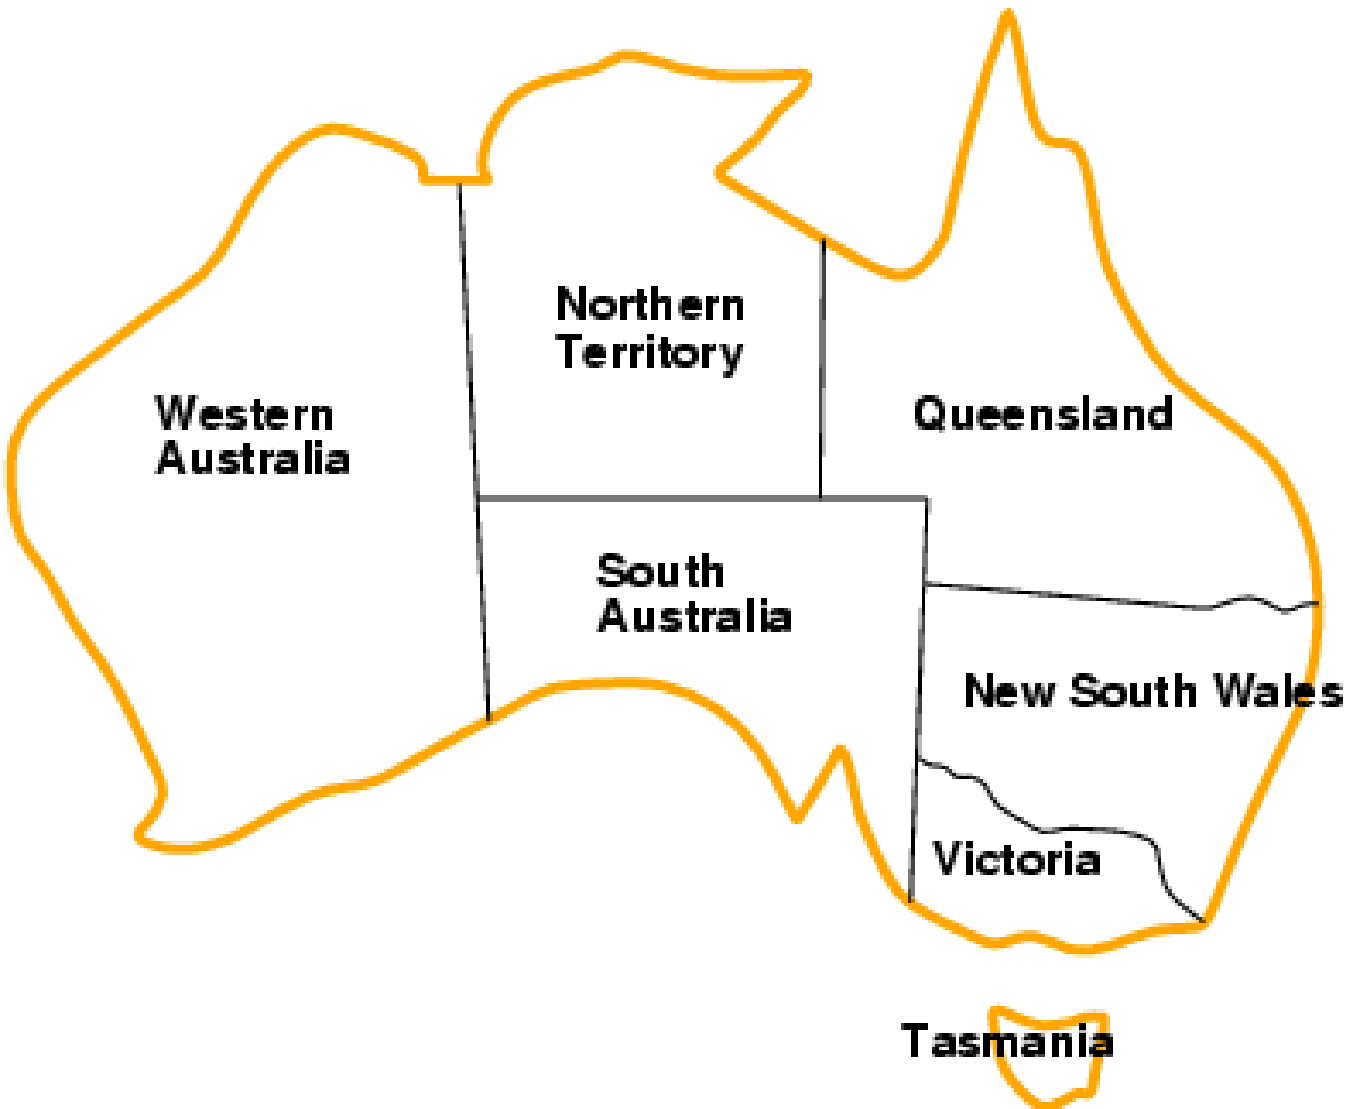 Northern
Territory
Western
Australia
Queensland
South
Australia
New South Wales
Victoria
Tasmania